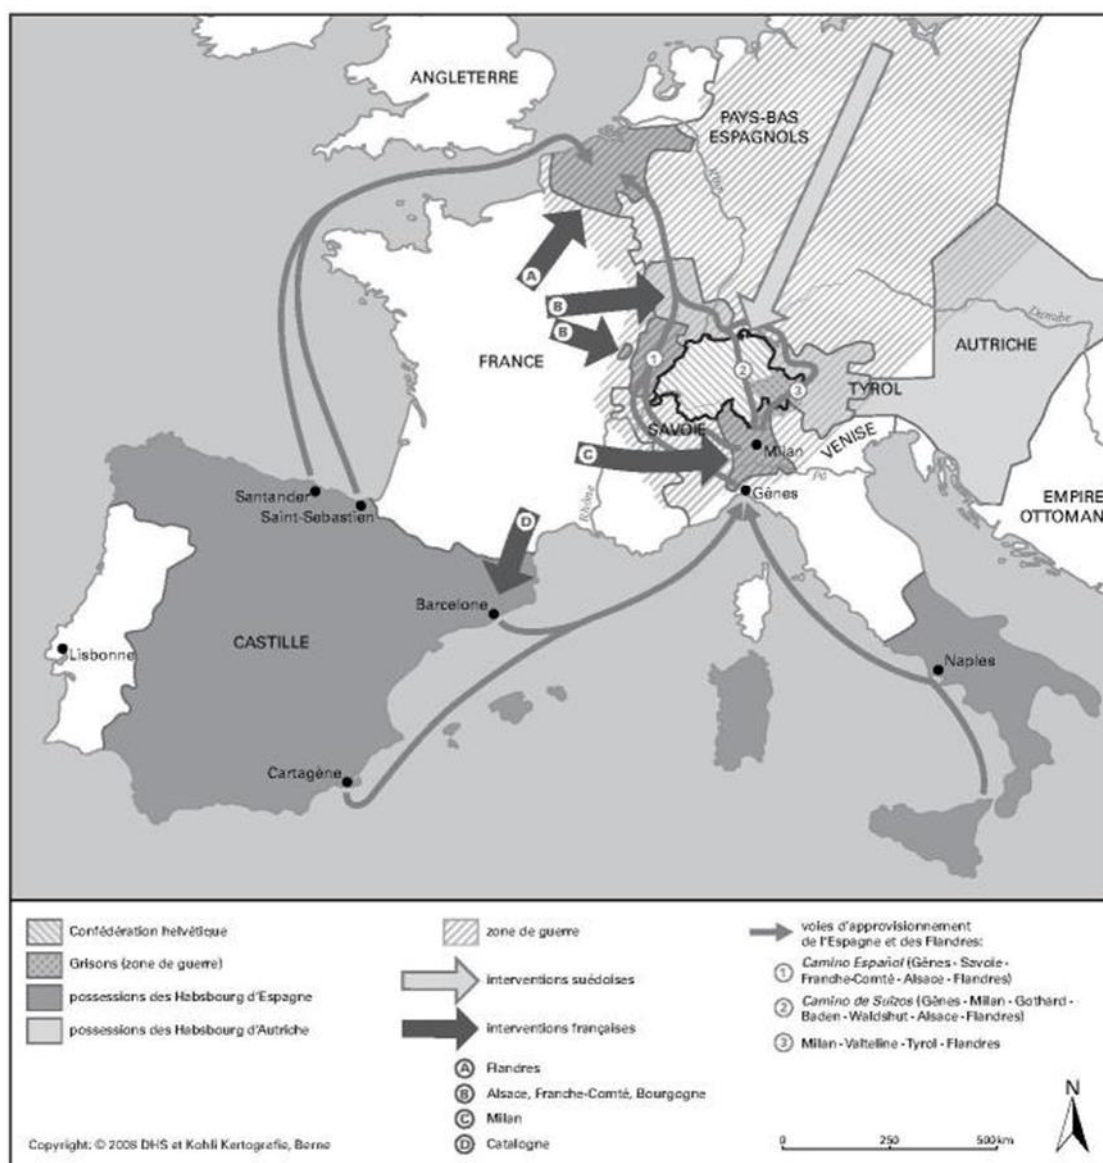 ANGLETERRE
PAYS-BAS
ESPAGNOLS
Rhin
A
B
B
FRANCE
Danube
AUTRICHE
1
2
3
TYROL
SAVOIE
VENISE
Milan
C
Pô
Gênes
Rhône
EMPIRE
OTTOMAN
Santander
Saint-Sebastien
D
Barcelone
CASTILLE
Lisbonne
Naples
Cartagène
Confédération helvétique
Grisons (zone de guerre)
possessions des Habsbourg d'Espagne
possessions des Habsbourg d'Autriche
zone de guerre
interventions suédoises
interventions françaises
A Flandres
B Alsace, Franche-Comté, Bourgogne
C Milan
D Catalogne
voies d'approvisionnement
de l'Espagne et des Flandres:
1 Camino Español (Gênes - Savoie -
Franche-Comté - Alsace - Flandres)
2 Camino de Suizos (Gênes - Milan - Gothard -
Baden - Waldshut - Alsace - Flandres)
3 Milan - Valteline - Tyrol - Flandres
N
0 250 500 km
Copyright: © 2006 DHS et Kohli Kartografie, Berne